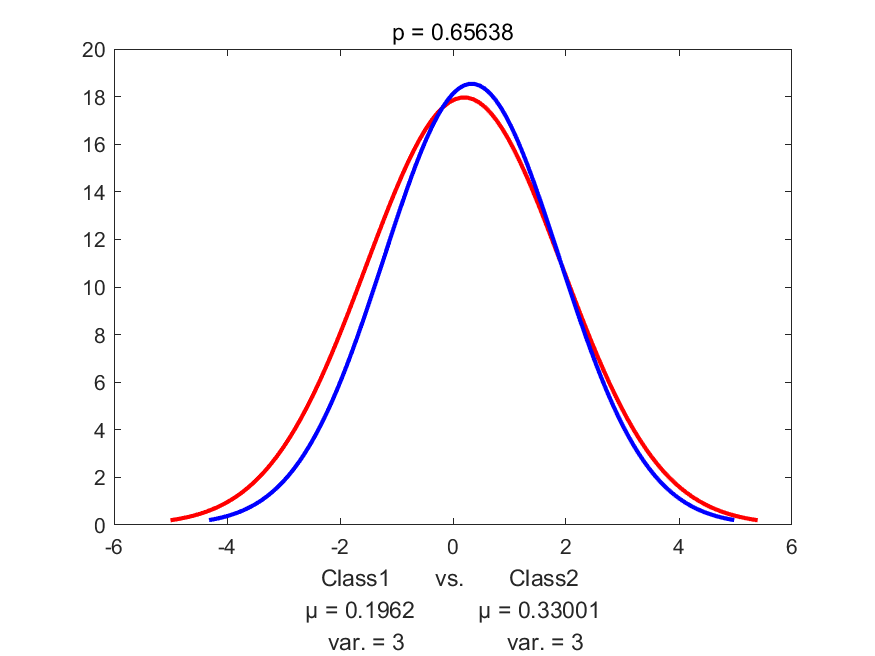 p = 0.65638
20
18
16
14
12
10
8
6
4
2
0
-6 -4 -2 0 2 4 6
Class1 vs. Class2
μ = 0.1962 μ = 0.33001
var. = 3 var. = 3